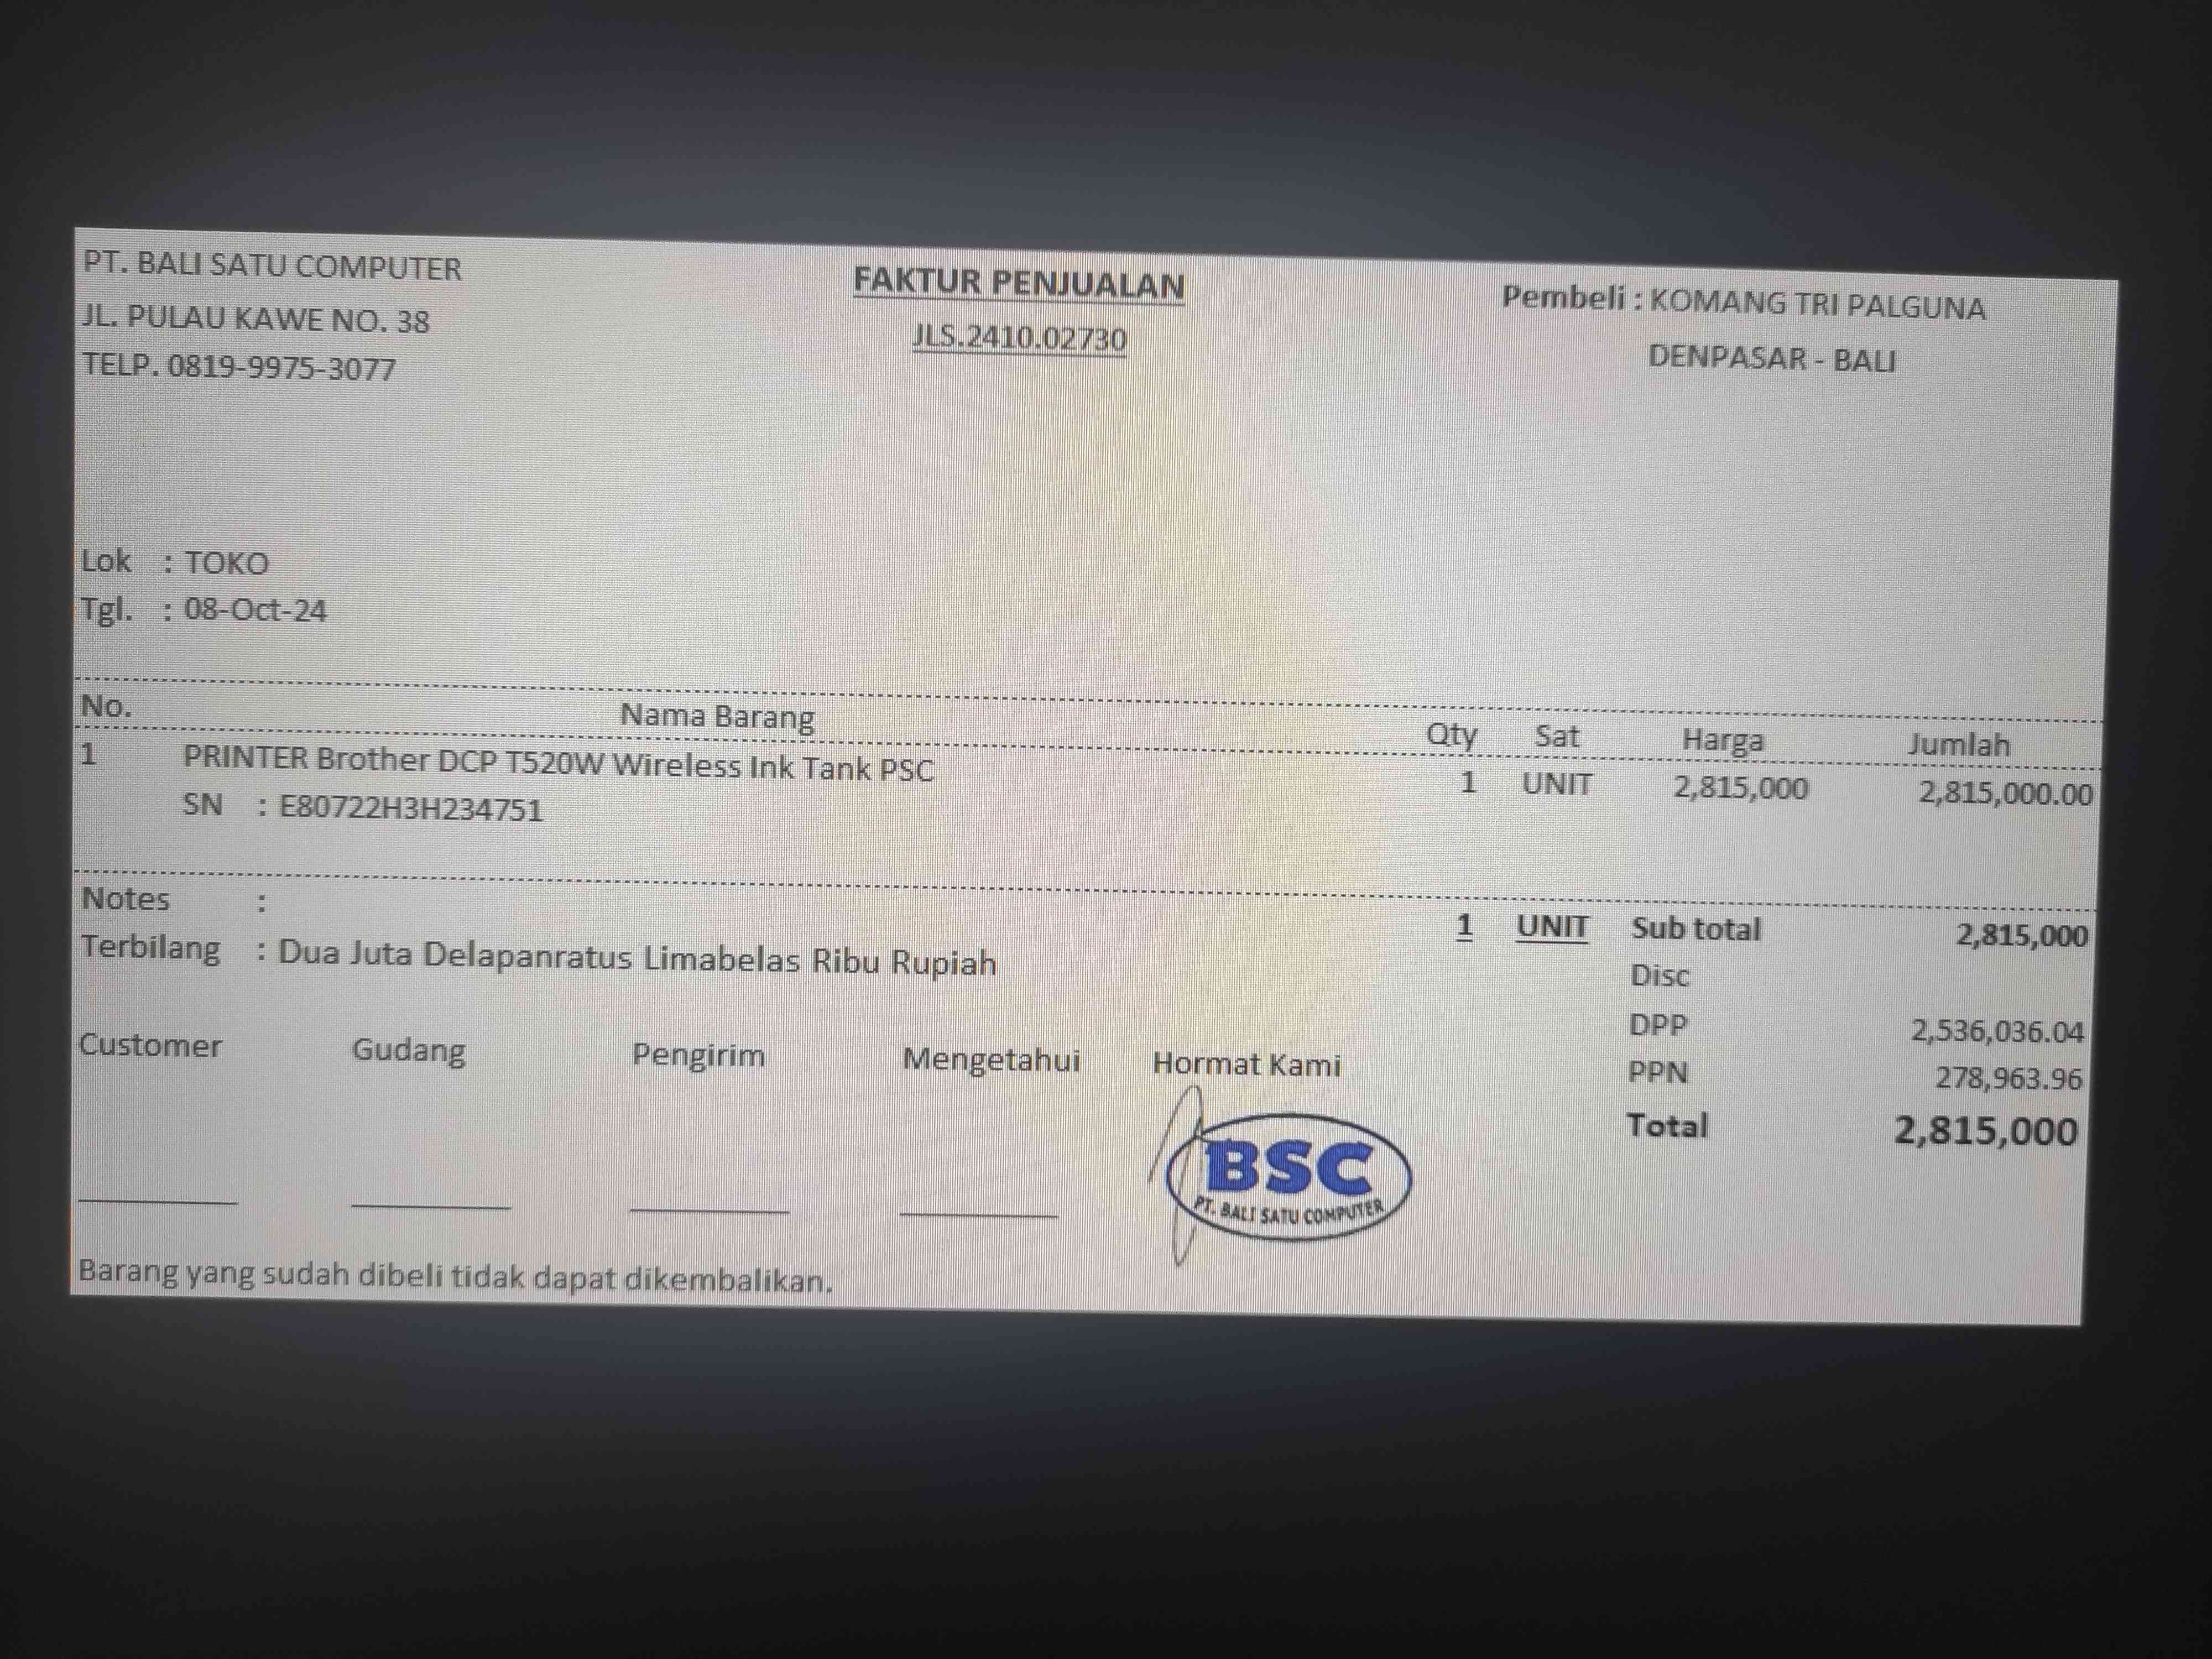 PT. BALI SATU COMPUTER
JL. PULAU KAWE NO. 38
TELP. 0819-9975-3077
FAKTUR PENJUALAN
JLS.2410.02730
Pembeli : KOMANG TRI PALGUNA
DENPASAR - BALI
Lok : TOKO
Tgl. : 08-Oct-24
No. Nama Barang Qty Sat Harga Jumlah
1 PRINTER Brother DCP T520W Wireless Ink Tank PSC 1 UNIT 2,815,000 2,815,000.00
SN : E80722H3H234751
Notes : 1 UNIT Sub total 2,815,000
Terbilang : Dua Juta Delapanratus Limabelas Ribu Rupiah
Disc
DPP 2,536,036.04
PPN 278,963.96
Total 2,815,000
Customer Gudang Pengirim Mengetahui Hormat Kami
BSC
PT. BALI SATU COMPUTER
Barang yang sudah dibeli tidak dapat dikembalikan.